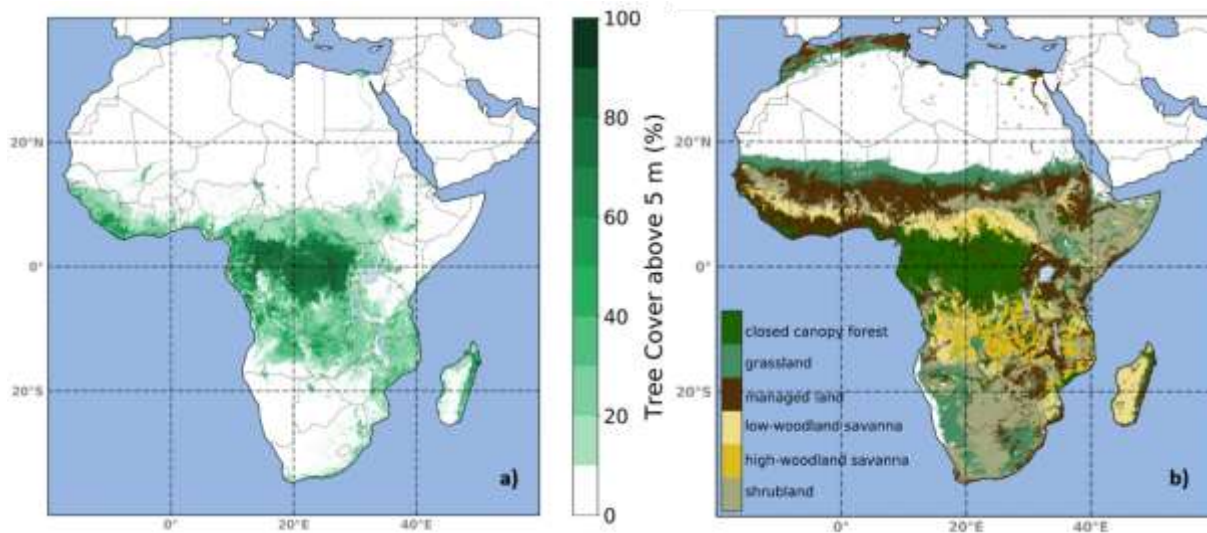 20°N
0°
20°S
0°
20°E
40°E
a)
100
80
60
40
20
0
Tree Cover above 5 m (%)
20°N
0°
20°S
0°
20°E
40°E
closed canopy forest
grassland
managed land
low-woodland savanna
high-woodland savanna
shrubland
b)